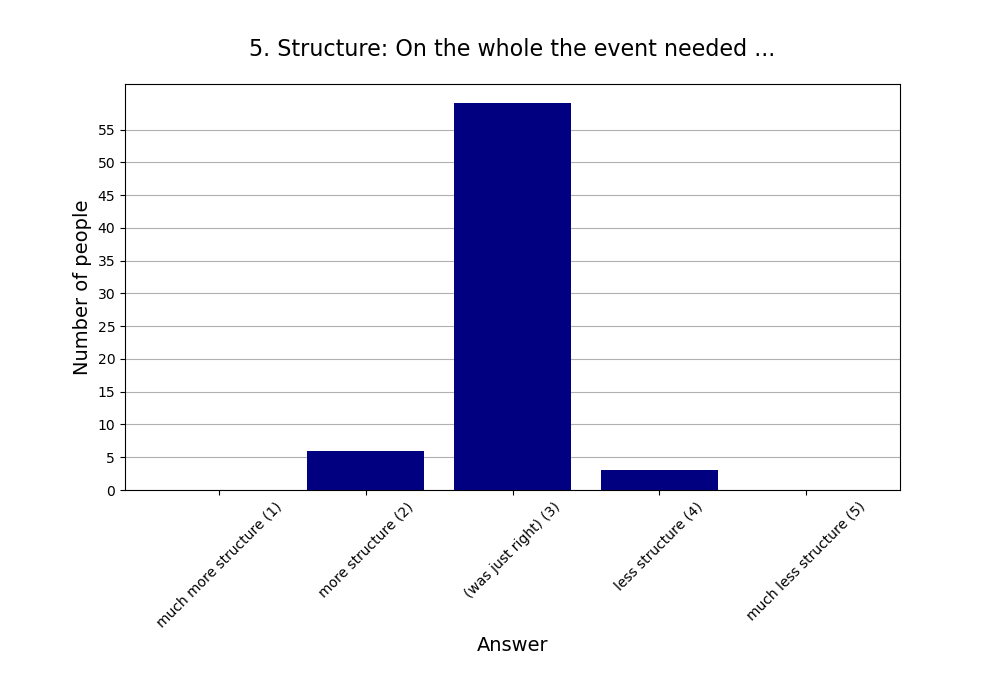 5. Structure: On the whole the event needed ...
Number of people
55
50
45
40
35
30
25
20
15
10
5
0
much more structure (1)
more structure (2)
(was just right) (3)
less structure (4)
much less structure (5)
Answer